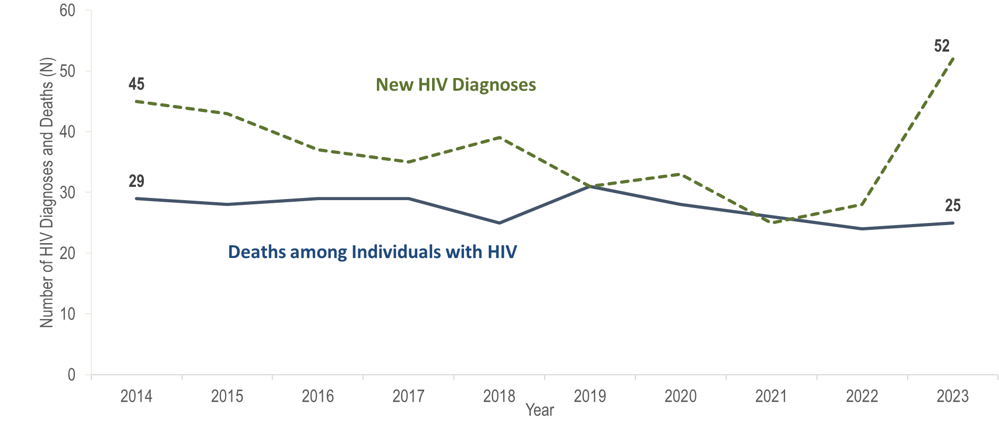 Number of HIV Diagnoses and Deaths (N)
60
50
40
30
20
10
0
45
29
New HIV Diagnoses
Deaths among Individuals with HIV
52
25
2014 2015 2016 2017 2018 2019 2020 2021 2022 2023
Year